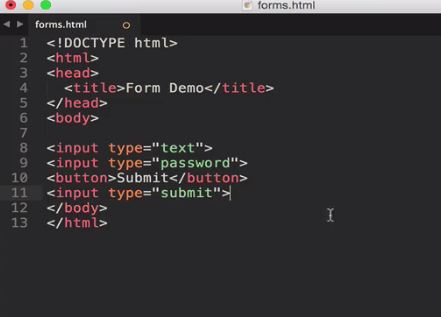 forms.html
forms.html
1 <!DOCTYPE html>
2 <html>
3 <head>
4 <title>Form Demo</title>
5 </head>
6 <body>
7
8 <input type="text">
9 <input type="password">
10 <button>Submit</button>
11 <input type="submit">
12 </body>
13 </html>